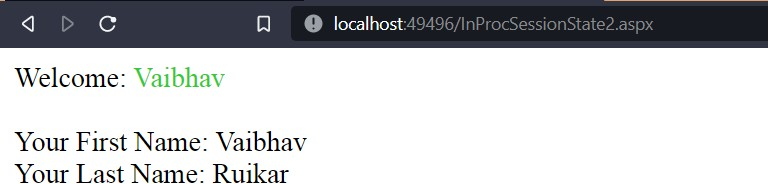 localhost:49496/InProcSessionState2.aspx
Welcome: Vaibhav
Your First Name: Vaibhav
Your Last Name: Ruikar